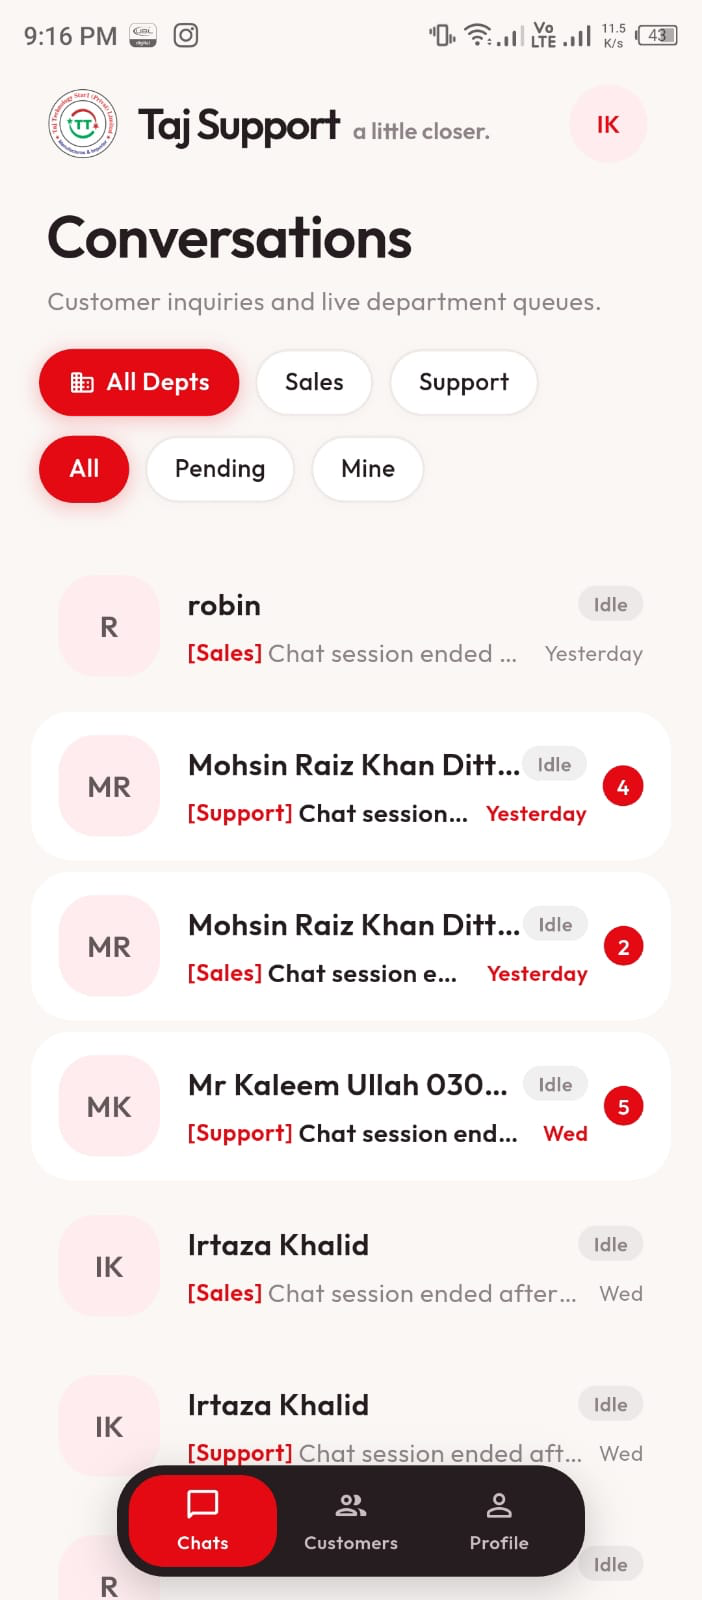 9:16 PM
Vo LTE 11.5 K/s 43
Taj Support a little closer. IK
Conversations
Customer inquiries and live department queues.
All Depts Sales Support
All Pending Mine
R robin Idle
[Sales] Chat session ended ... Yesterday
MR Mohsin Raiz Khan Ditt... Idle 4
[Support] Chat session... Yesterday
MR Mohsin Raiz Khan Ditt... Idle 2
[Sales] Chat session e... Yesterday
MK Mr Kaleem Ullah 030... Idle 5
[Support] Chat session end... Wed
IK Irtaza Khalid Idle
[Sales] Chat session ended after... Wed
IK Irtaza Khalid Idle
[Support] Chat session ended aft... Wed
R Idle
Chats Customers Profile